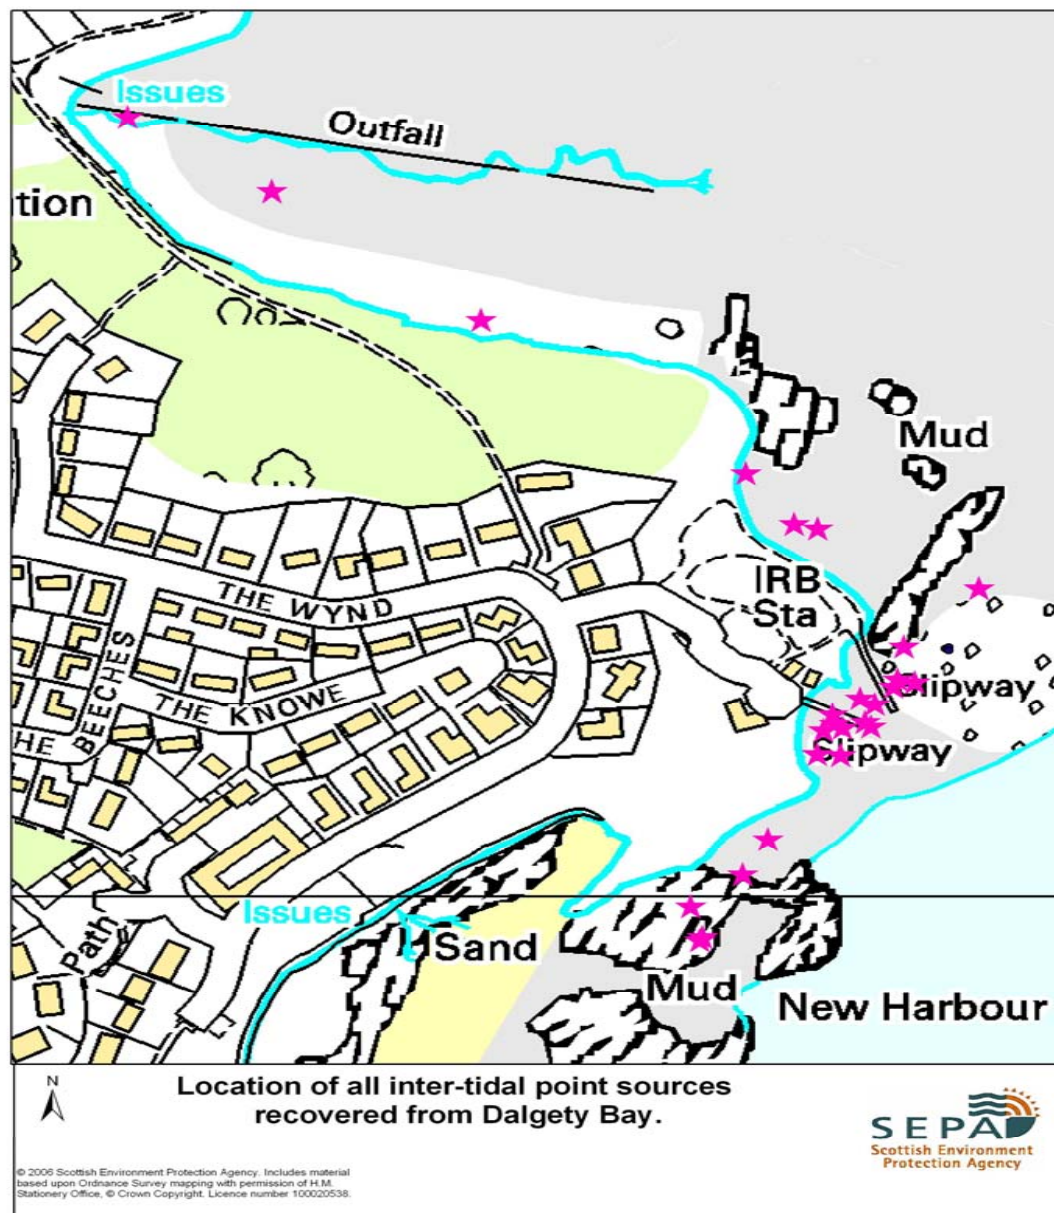 Issues
Outfall
tion
Mud
IRB
Sta
THE WYND
BEECHES
THE KNOWE
HE
Slipway
Slipway
Issues
Path
Sand
Mud
New Harbour
N
Location of all inter-tidal point sources
recovered from Dalgety Bay.
SEPA
Scottish Environment
Protection Agency
© 2006 Scottish Environment Protection Agency. Includes material
based upon Ordnance Survey mapping with permission of H.M.
Stationery Office, © Crown Copyright. Licence number 100020538.